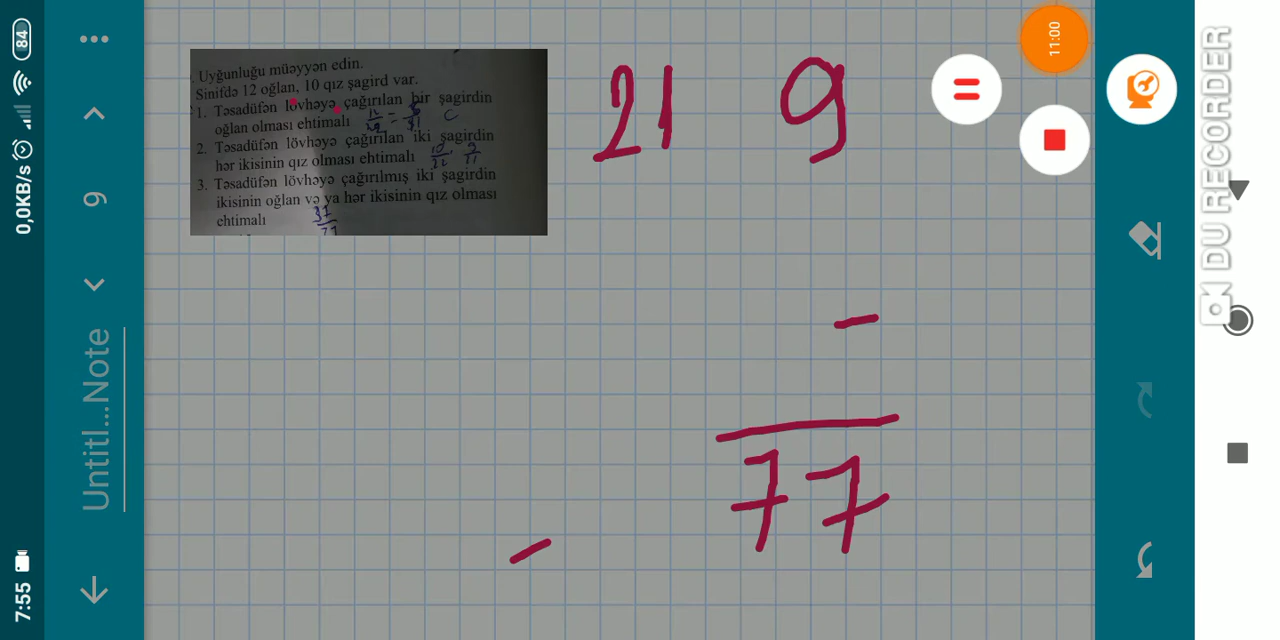 . Uyğunluğu müəyyən edin.
Sinifdə 12 oğlan, 10 qız şagird var.
1. Təsadüfən lövhəyə çağırılan bir şagirdin
oğlan olması ehtimalı
C
2. Təsadüfən lövhəyə çağırılan iki şagirdin
hər ikisinin qız olması ehtimalı
3. Təsadüfən lövhəyə çağırılmış iki şagirdin
ikisinin oğlan və ya hər ikisinin qız olması
ehtimalı
37
77
21 9
77
11:00
84
0,0KB/s
7:55
9
Untitl...Note
DU RECORDER